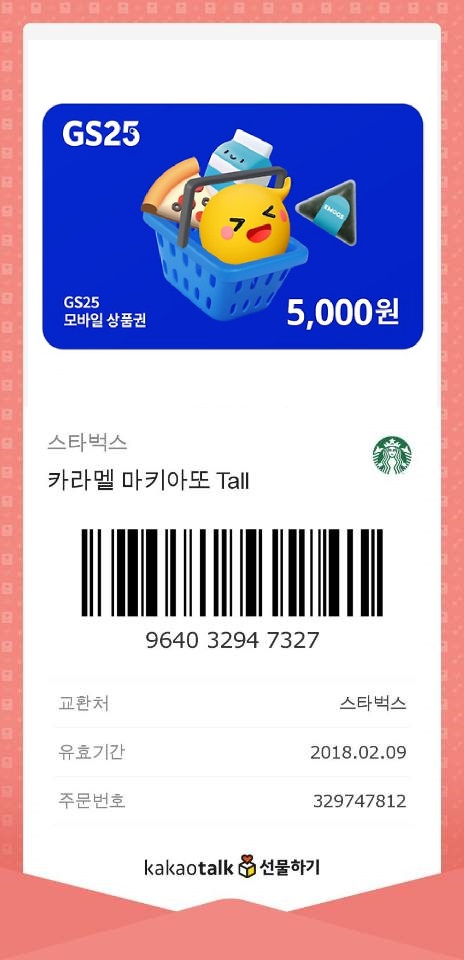 GS25
EMOQS
GS25
모바일 상품권
5,000원
스타벅스
카라멜 마키아또 Tall
9640 3294 7327
교환처 스타벅스
유효기간 2018.02.09
주문번호 329747812
kakaotalk 선물하기